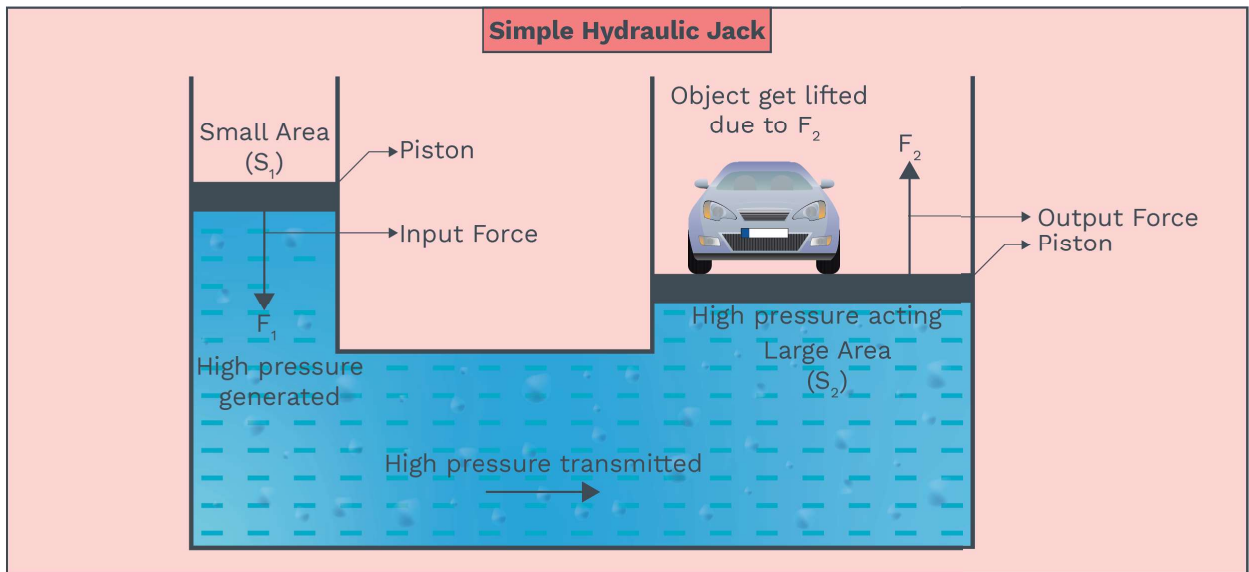 Simple Hydraulic Jack
Small Area
(S₁)
Piston
Input Force
F₁
High pressure
generated
High pressure transmitted
Object get lifted
due to F₂
F₂
Output Force
Piston
High pressure acting
Large Area
(S₂)